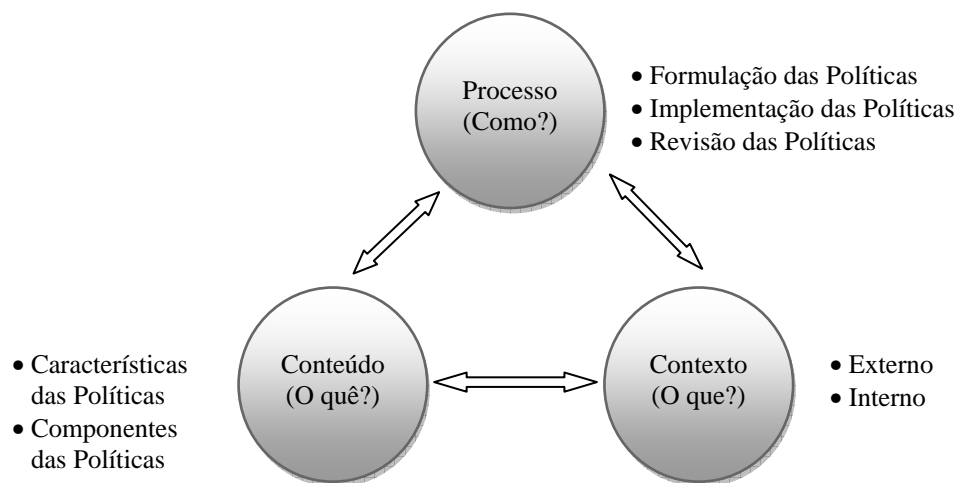 Processo
(Como?)
• Formulação das Políticas
• Implementação das Políticas
• Revisão das Políticas
Conteúdo
(O quê?)
• Características
das Políticas
• Componentes
das Políticas
Contexto
(O que?)
• Externo
• Interno